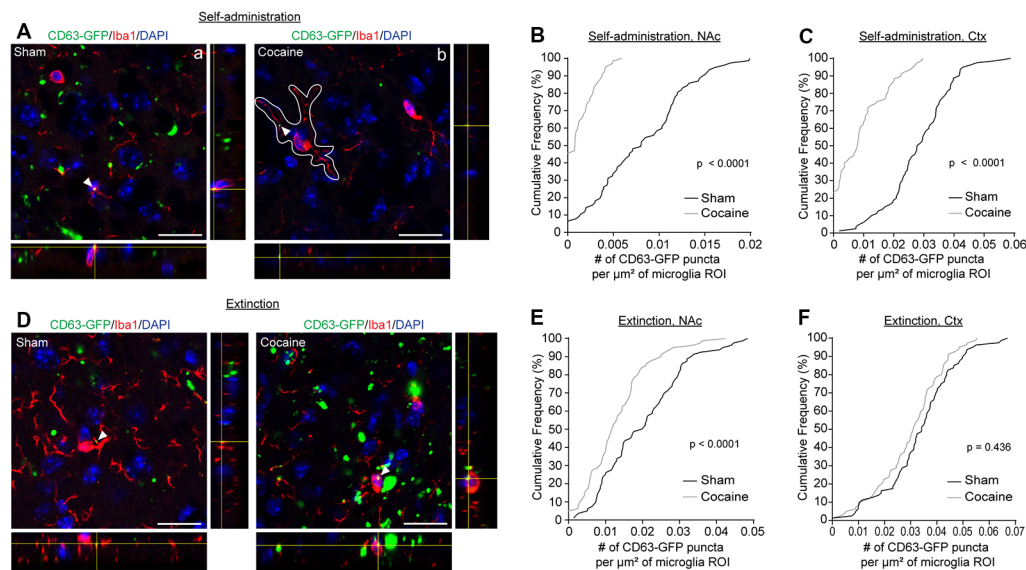 Self-administration
A
CD63-GFP/Iba1/DAPI
CD63-GFP/Iba1/DAPI
Sham
a
Cocaine
b
B
Self-administration, NAc
Cumulative Frequency (%)
100
90
80
70
60
50
40
30
20
10
0
p < 0.0001
Sham
Cocaine
0
0.005
0.01
0.015
0.02
# of CD63-GFP puncta
per µm² of microglia ROI
C
Self-administration, Ctx
Cumulative Frequency (%)
100
90
80
70
60
50
40
30
20
10
0
p < 0.0001
Sham
Cocaine
0
0.01
0.02
0.03
0.04
0.05
0.06
# of CD63-GFP puncta
per µm² of microglia ROI
Extinction
D
CD63-GFP/Iba1/DAPI
CD63-GFP/Iba1/DAPI
Sham
Cocaine
E
Extinction, NAc
Cumulative Frequency (%)
100
90
80
70
60
50
40
30
20
10
0
p < 0.0001
Sham
Cocaine
0
0.01
0.02
0.03
0.04
0.05
# of CD63-GFP puncta
per µm² of microglia ROI
F
Extinction, Ctx
Cumulative Frequency (%)
100
90
80
70
60
50
40
30
20
10
0
p = 0.436
Sham
Cocaine
0
0.01
0.02
0.03
0.04
0.05
0.06
0.07
# of CD63-GFP puncta
per µm² of microglia ROI